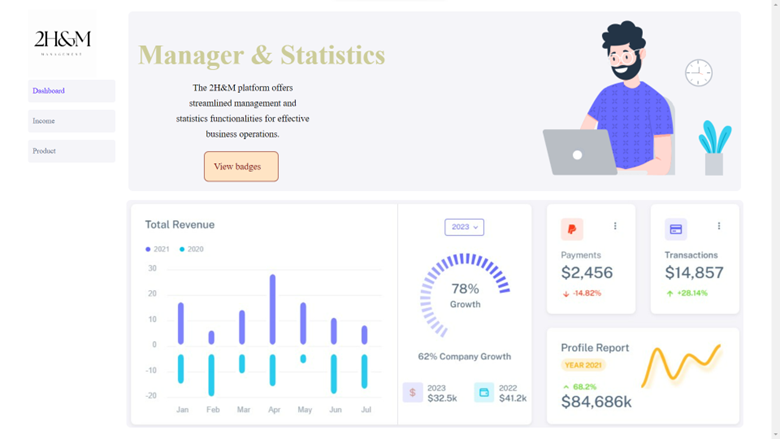 2H&M
MANAGEMENT
Dashboard
Income
Product
Manager & Statistics
The 2H&M platform offers
streamlined management and
statistics functionalities for effective
business operations.
View badges
Total Revenue
2021
2020
30
20
10
0
-10
-20
Jan Feb Mar Apr May Jun Jul
2023
78%
Growth
62% Company Growth
2023
$32.5k
2022
$41.2k
Payments
$2,456
-14.82%
Transactions
$14,857
+28.14%
Profile Report
YEAR 2021
68.2%
$84,686k